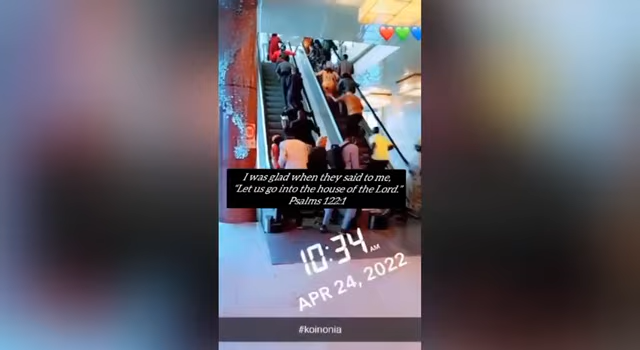 I was glad when they said to me,
"Let us go into the house of the Lord."
Psalms 122:1
10:34 AM
APR 24, 2022
#koinonia